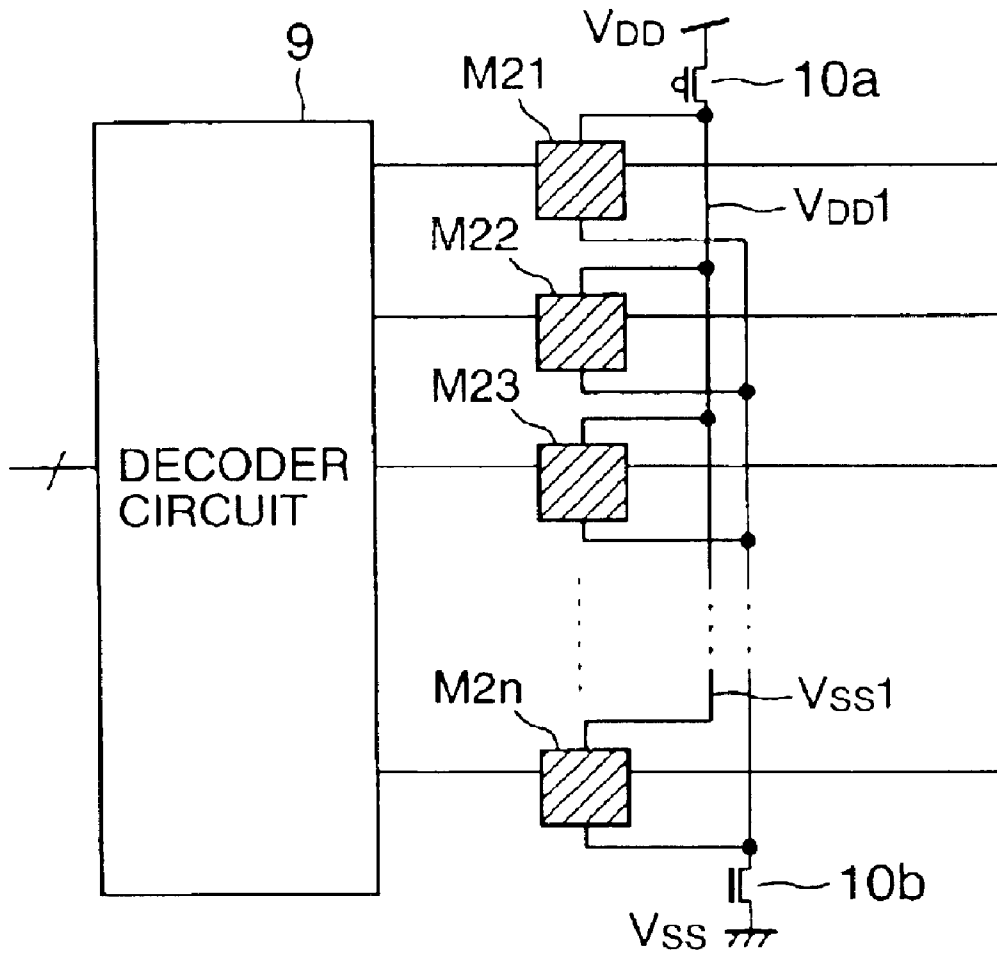 VDD
9
10a
M21
VDD1
M22
M23
DECODER
CIRCUIT
M2n
VSS1
10b
VSS